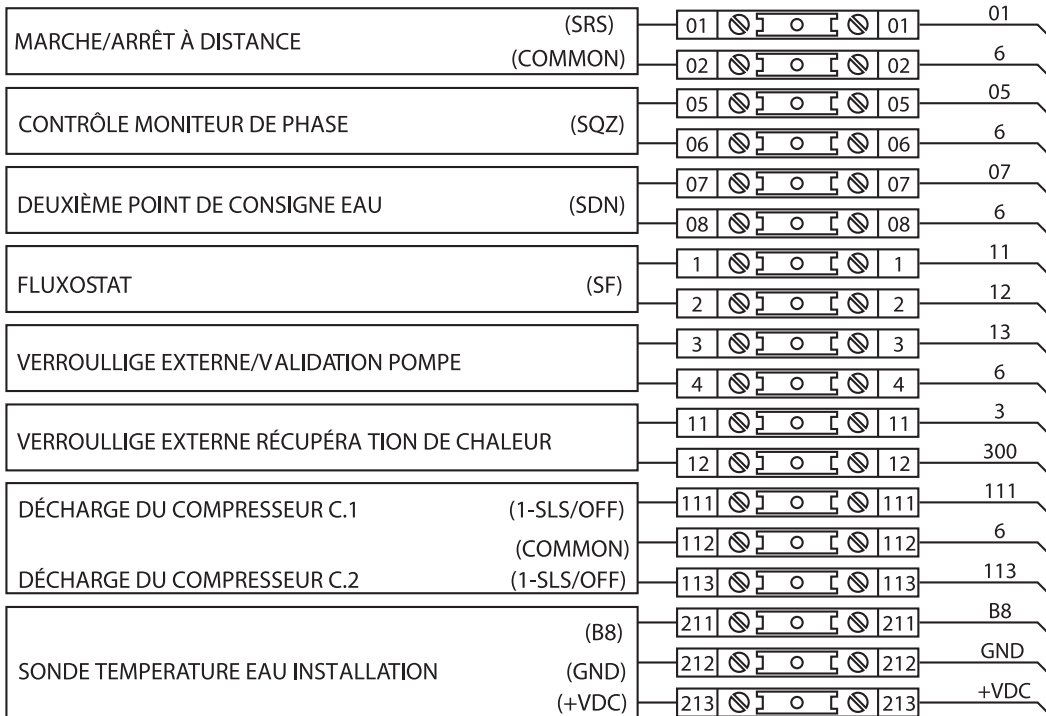 MARCHE/ARRÊT À DISTANCE (SRS) 01 01 01
(COMMON) 02 02 6
CONTRÔLE MONITEUR DE PHASE (SQZ) 05 05 05
06 06 6
DEUXIÈME POINT DE CONSIGNE EAU (SDN) 07 07 07
08 08 6
FLUXOSTAT (SF) 1 1 11
2 2 12
VERROULLIGE EXTERNE/V ALIDATION POMPE 3 3 13
4 4 6
VERROULLIGE EXTERNE RÉCUPÉRA TION DE CHALEUR 11 11 3
12 12 300
DÉCHARGE DU COMPRESSEUR C.1 (1-SLS/OFF) 111 111 111
(COMMON) 112 112 6
DÉCHARGE DU COMPRESSEUR C.2 (1-SLS/OFF) 113 113 113
(B8) 211 211 B8
SONDE TEMPERATURE EAU INSTALLATION (GND) 212 212 GND
(+VDC) 213 213 +VDC